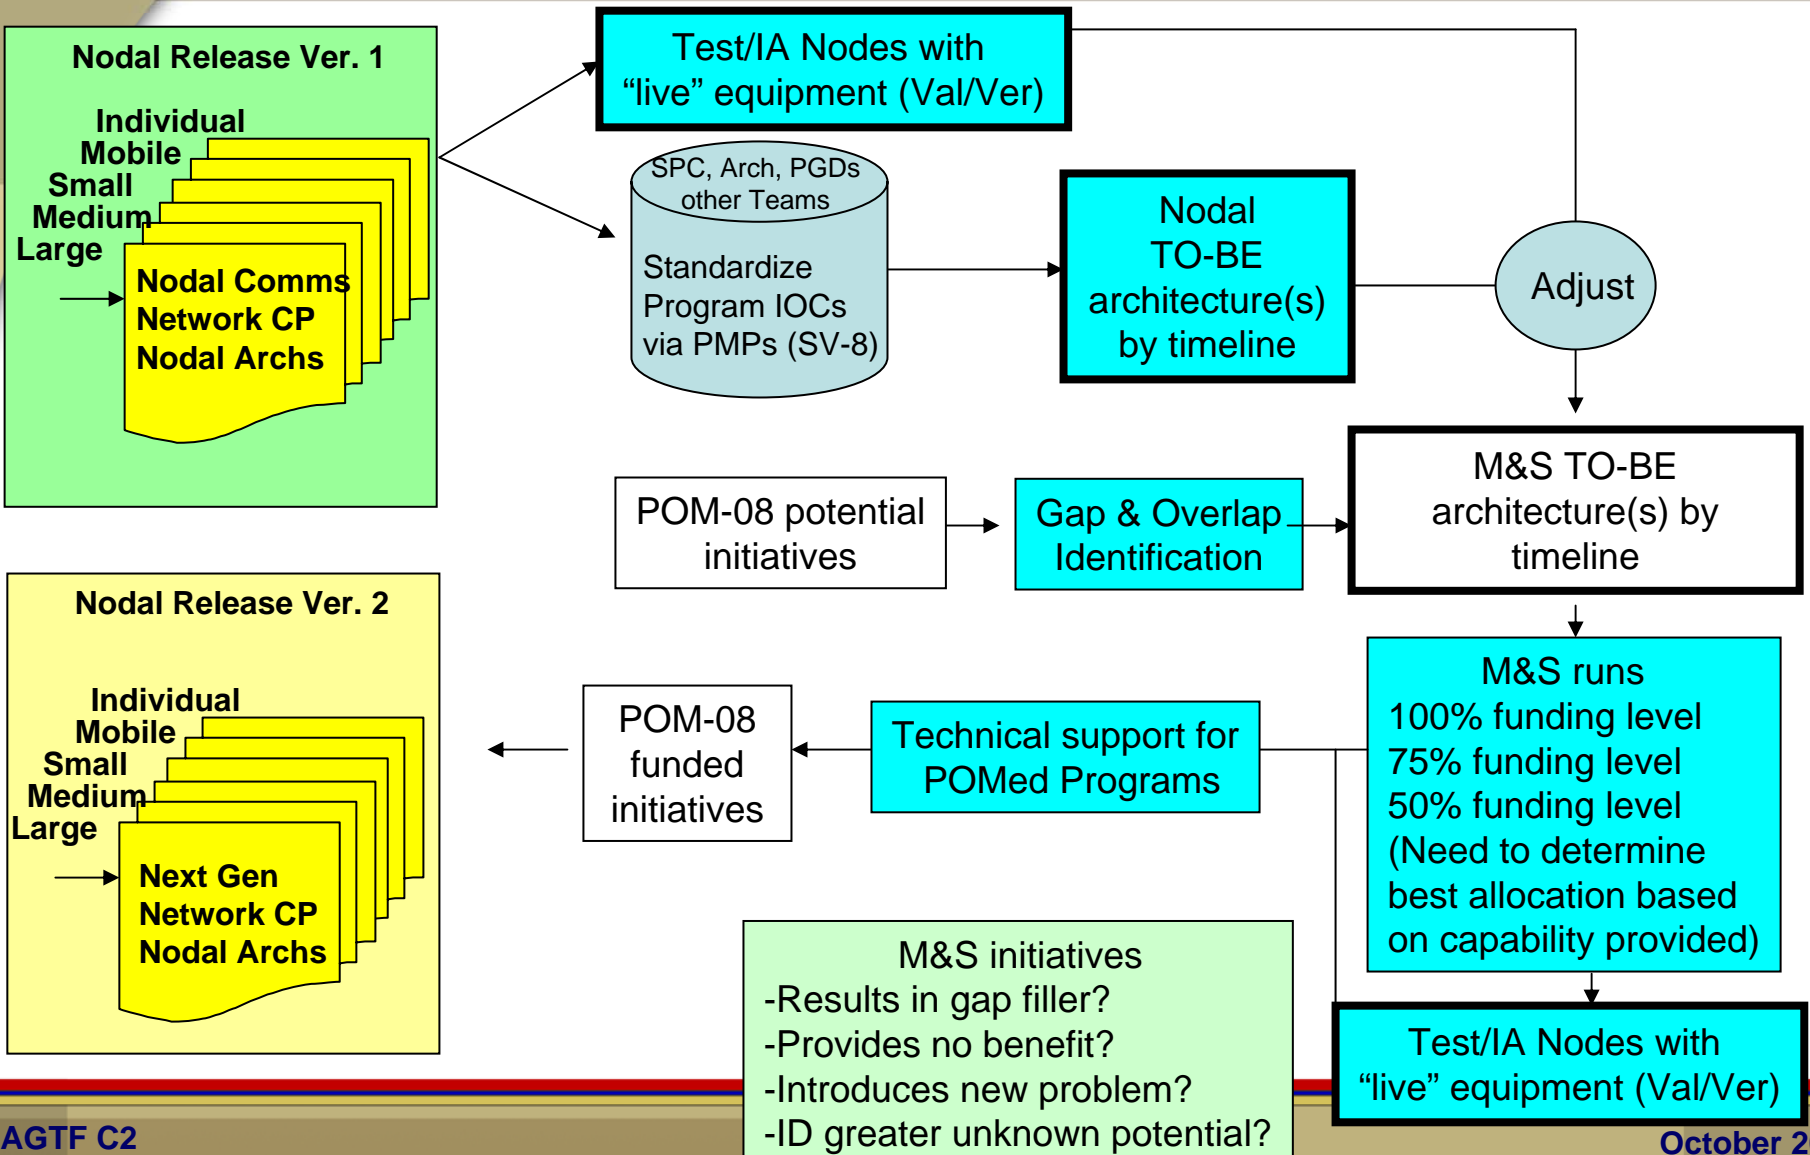 Nodal Release Ver. 1
Individual
Mobile
Small
Medium
Large
Nodal Comms
Network CP
Nodal Archs
Test/IA Nodes with
“live” equipment (Val/Ver)
SPC, Arch, PGDs
other Teams
Standardize
Program IOCs
via PMPs (SV-8)
Nodal
TO-BE
architecture(s)
by timeline
Adjust
POM-08 potential
initiatives
Gap & Overlap
Identification
M&S TO-BE
architecture(s) by
timeline
Nodal Release Ver. 2
Individual
Mobile
Small
Medium
Large
Next Gen
Network CP
Nodal Archs
POM-08
funded
initiatives
Technical support for
POMed Programs
M&S runs
100% funding level
75% funding level
50% funding level
(Need to determine
best allocation based
on capability provided)
M&S initiatives
-Results in gap filler?
-Provides no benefit?
-Introduces new problem?
-ID greater unknown potential?
Test/IA Nodes with
“live” equipment (Val/Ver)
AGTF C2
October 2